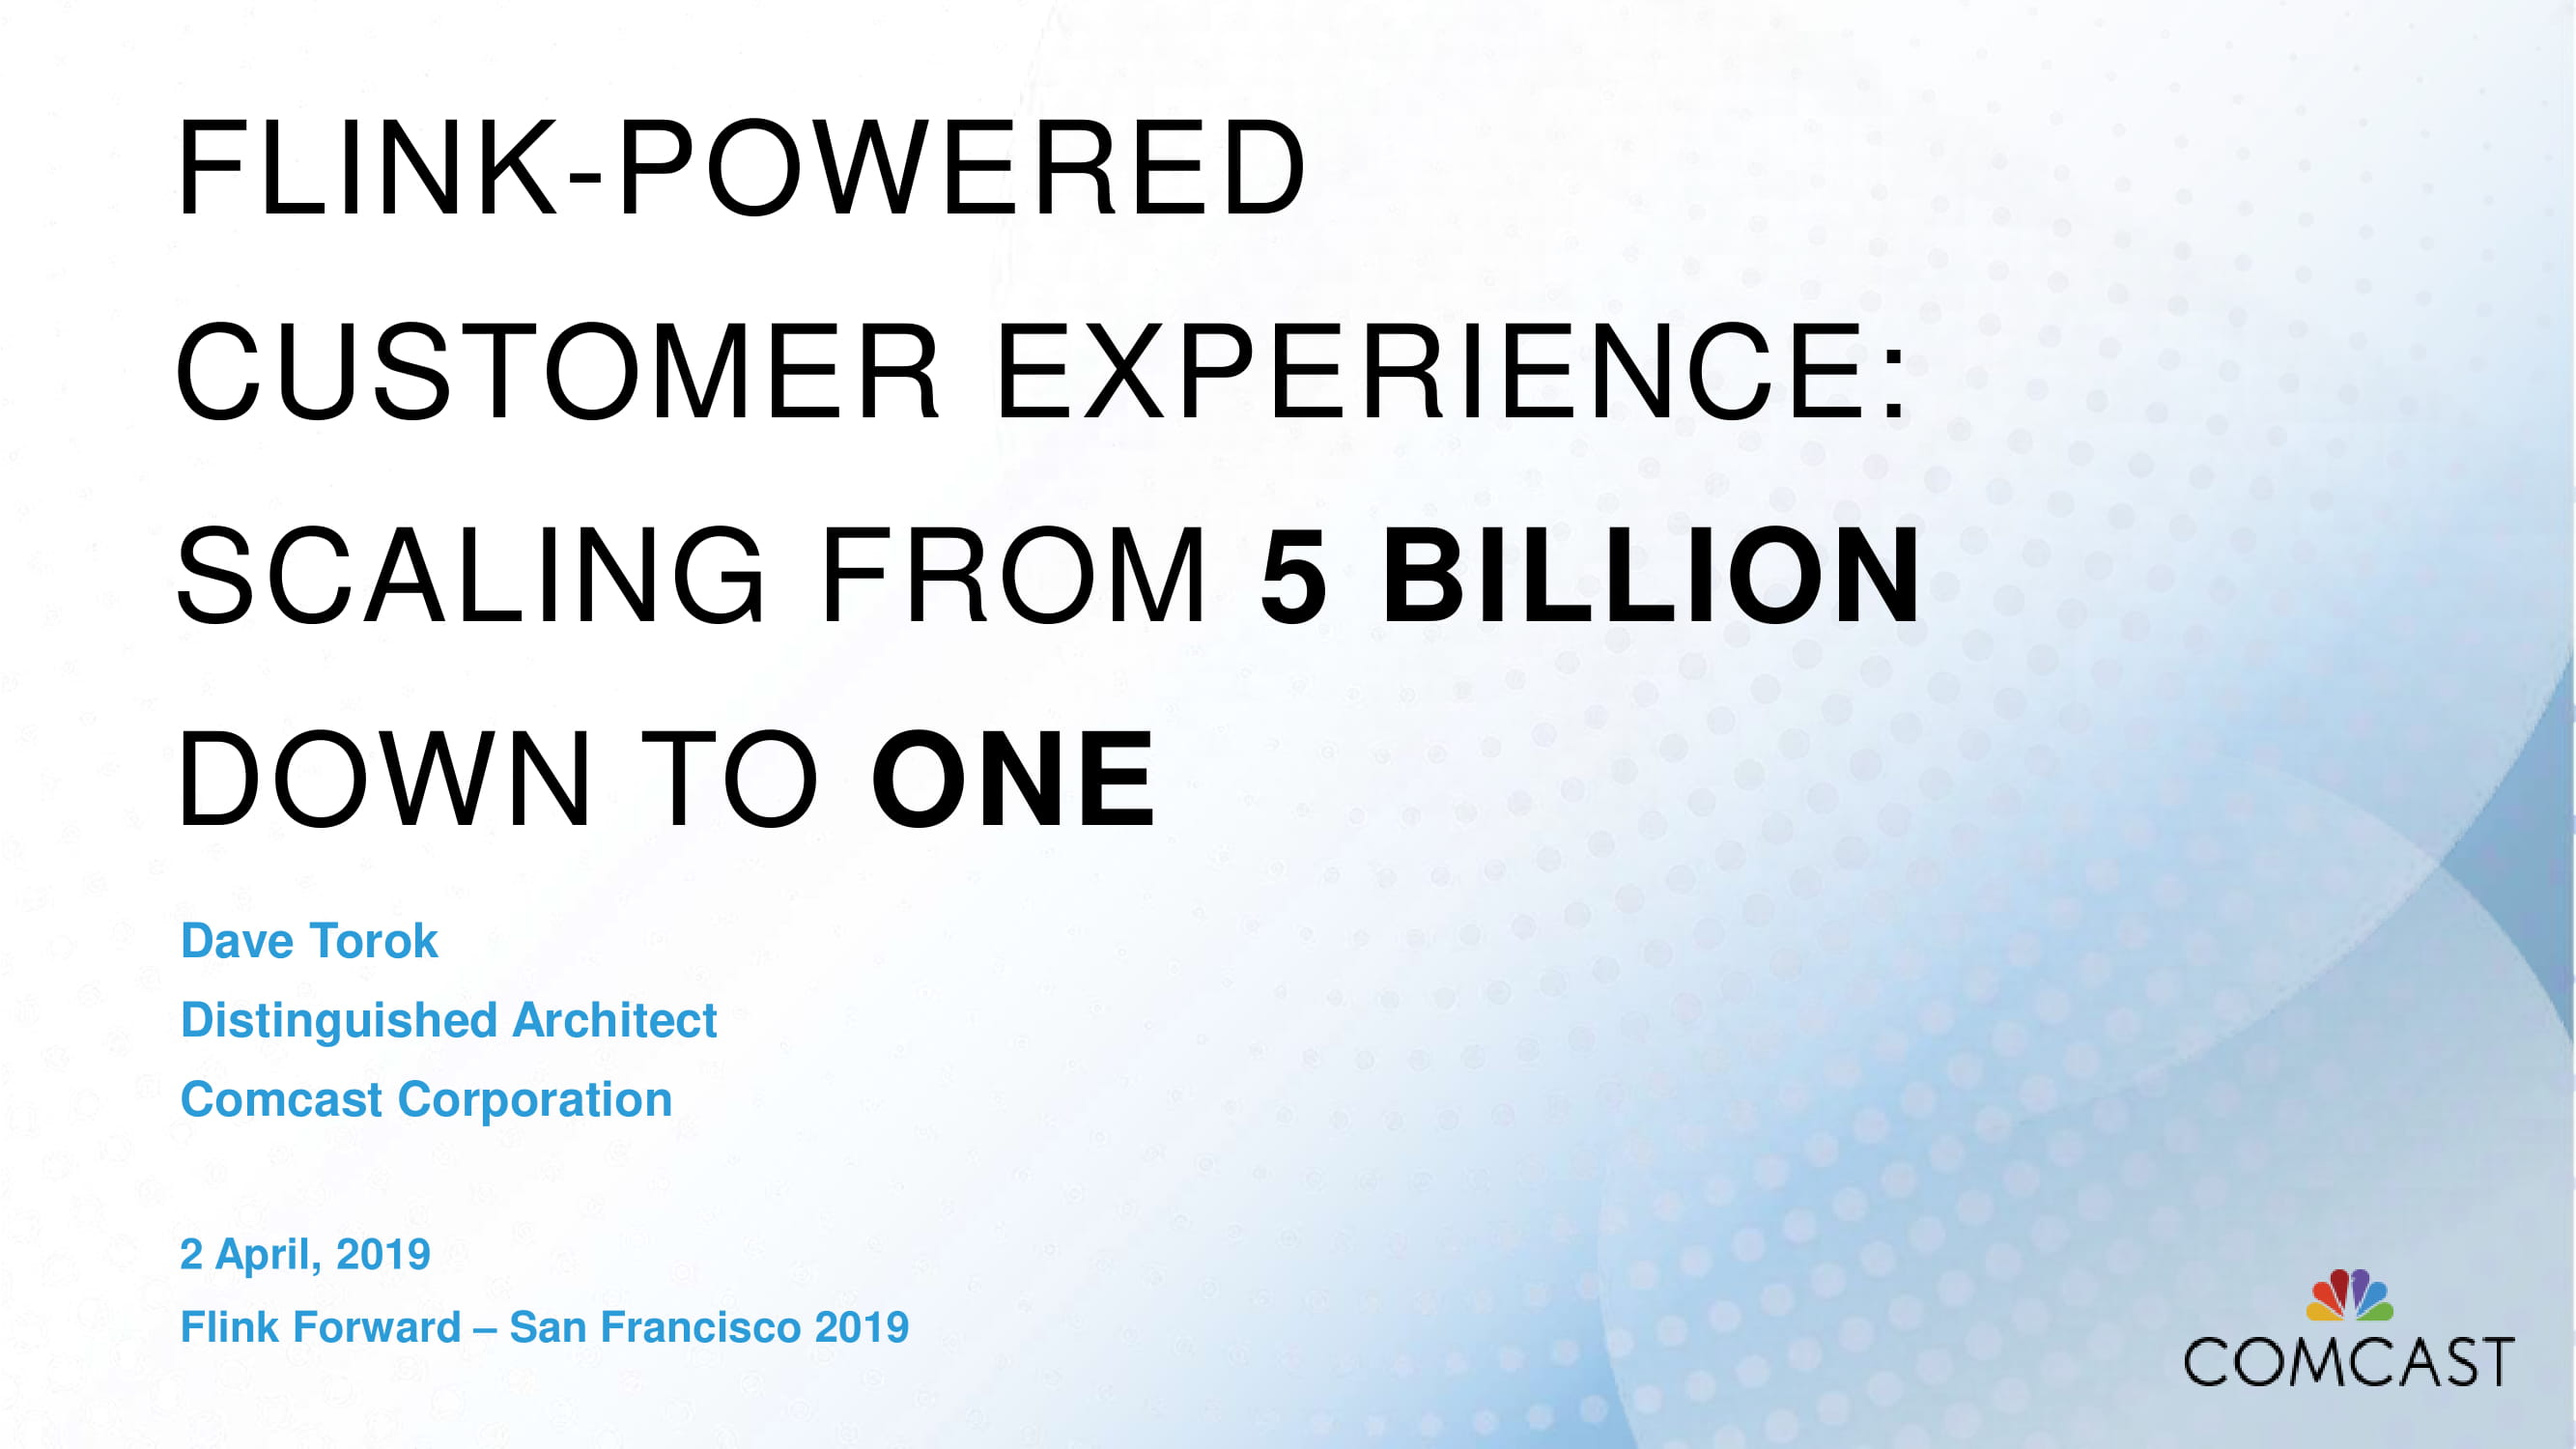 FLINK-POWERED
CUSTOMER EXPERIENCE:
SCALING FROM 5 BILLION
DOWN TO ONE
Dave Torok
Distinguished Architect
Comcast Corporation
2 April, 2019
Flink Forward – San Francisco 2019
COMCAST